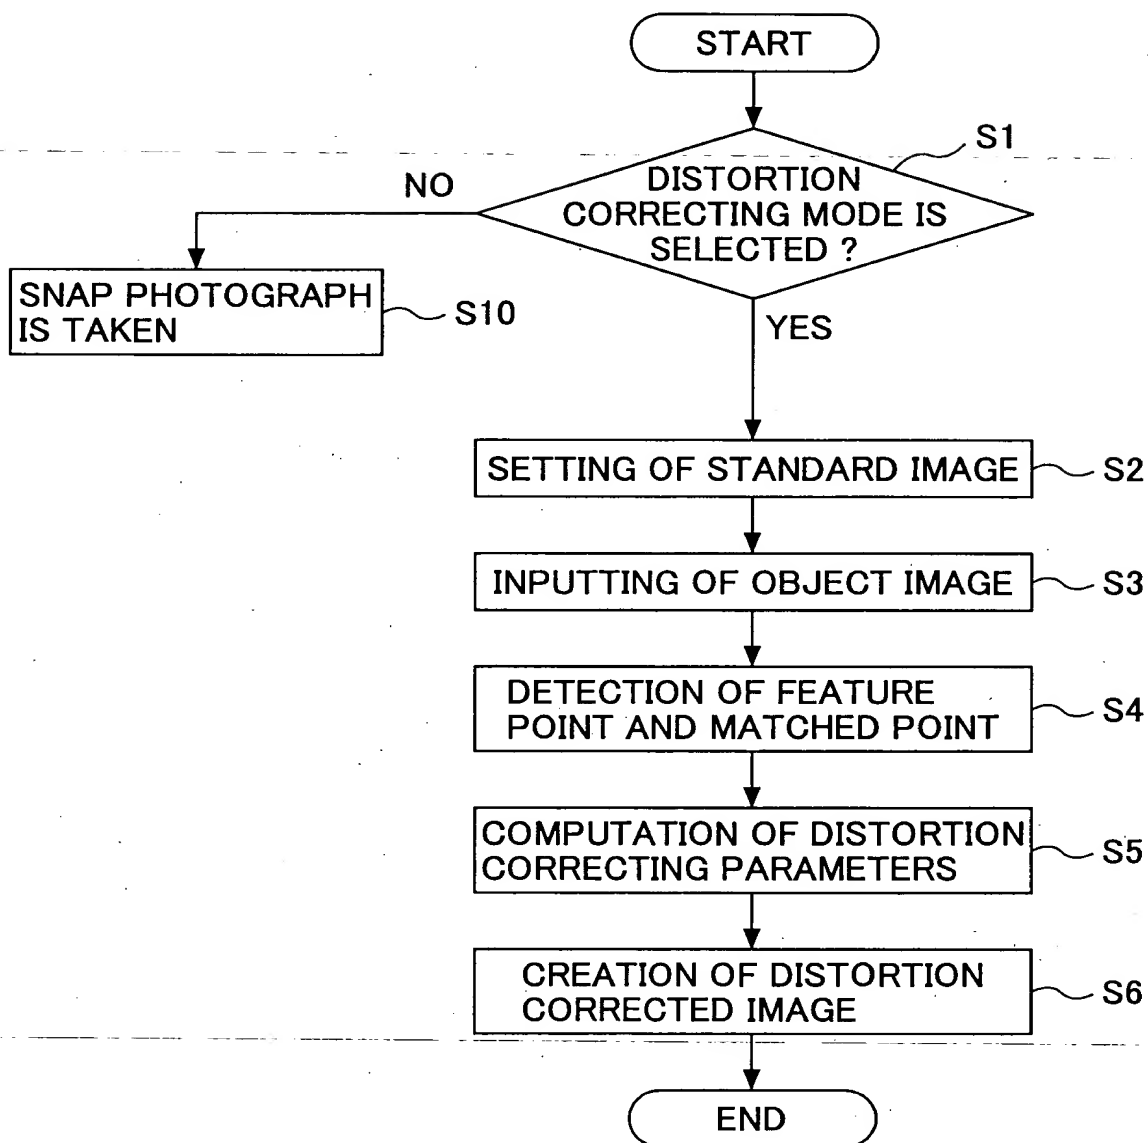 START
S1
DISTORTION
CORRECTING MODE IS
SELECTED ?
NO
SNAP PHOTOGRAPH
IS TAKEN
S10
YES
SETTING OF STANDARD IMAGE
S2
INPUTTING OF OBJECT IMAGE
S3
DETECTION OF FEATURE
POINT AND MATCHED POINT
S4
COMPUTATION OF DISTORTION
CORRECTING PARAMETERS
S5
CREATION OF DISTORTION
CORRECTED IMAGE
S6
END